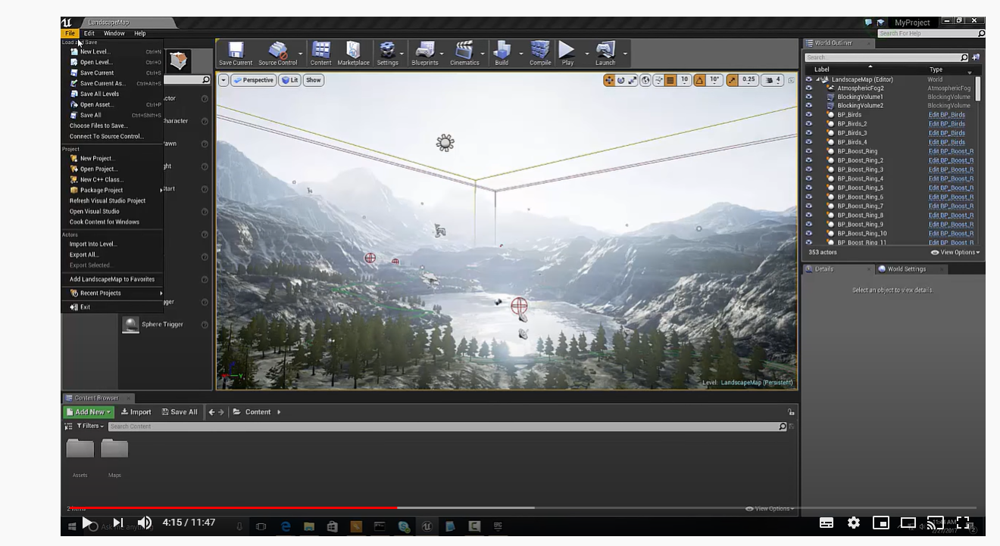 LandscapeMap
MyProject
File Edit Window Help
Search For Help
Load and Save
New Level... Ctrl+N
Open Level... Ctrl+O
Save Current Ctrl+S
Save Current As... Ctrl+Alt+S
Save All Levels
Open Asset... Ctrl+P
Save All Ctrl+Shift+S
Choose Files to Save...
Connect To Source Control...
Project
New Project...
Open Project...
New C++ Class...
Package Project
Refresh Visual Studio Project
Open Visual Studio
Cook Content for Windows
Actors
Import Into Level...
Export All...
Export Selected...
Add LandscapeMap to Favorites
Recent Projects
Exit
ctor
haracter
awn
ght
Start
ger
Sphere Trigger
Save Current Source Control Content Marketplace Settings Blueprints Cinematics Build Compile Play Launch
Perspective Lit Show
10 10° 0.25 4
Level: LandscapeMap (Persistent)
World Outliner
Search...
Label Type
LandscapeMap (Editor) World
AtmosphericFog2 AtmosphericFog
BlockingVolume1 BlockingVolume
BlockingVolume2 BlockingVolume
BP_Birds Edit BP_Birds
BP_Birds_2 Edit BP_Birds
BP_Birds_3 Edit BP_Birds
BP_Birds_4 Edit BP_Birds
BP_Boost_Ring Edit BP_Boost_R
BP_Boost_Ring_2 Edit BP_Boost_R
BP_Boost_Ring_3 Edit BP_Boost_R
BP_Boost_Ring_4 Edit BP_Boost_R
BP_Boost_Ring_5 Edit BP_Boost_R
BP_Boost_Ring_6 Edit BP_Boost_R
BP_Boost_Ring_7 Edit BP_Boost_R
BP_Boost_Ring_8 Edit BP_Boost_R
BP_Boost_Ring_9 Edit BP_Boost_R
BP_Boost_Ring_10 Edit BP_Boost_R
BP_Boost_Ring_11 Edit BP_Boost_R
353 actors View Options
Details World Settings
Select an object to view details.
Content Browser
Add New Import Save All Content
Filters Search Content
Assets Maps
2 items View Options
4:15 / 11:47
Ask me anything
11:44 AM
2/27/2017